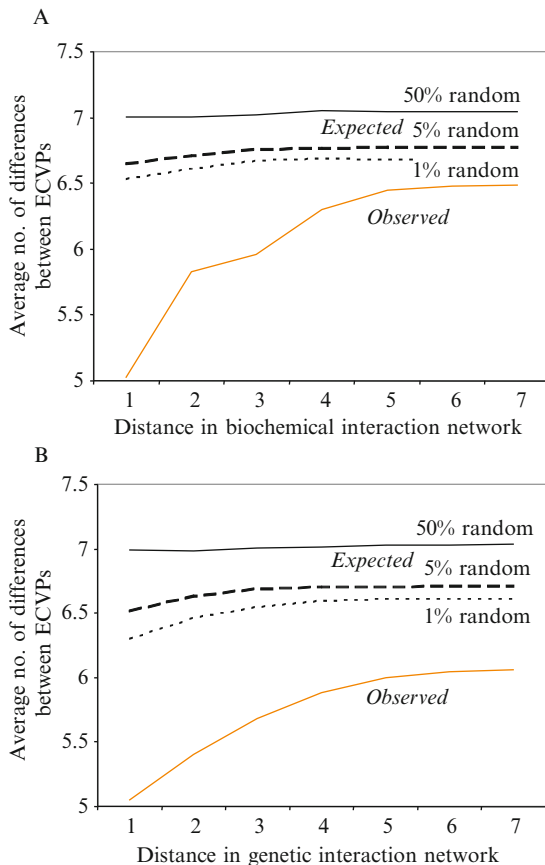 A
7.5
7
6.5
6
5.5
5
50% random
Expected 5% random
1% random
Observed
1 2 3 4 5 6 7
Average no. of differences
between ECVPs
Distance in biochemical interaction network
B
7.5
7
6.5
6
5.5
5
50% random
Expected 5% random
1% random
Observed
1 2 3 4 5 6 7
Average no. of differences
between ECVPs
Distance in genetic interaction network